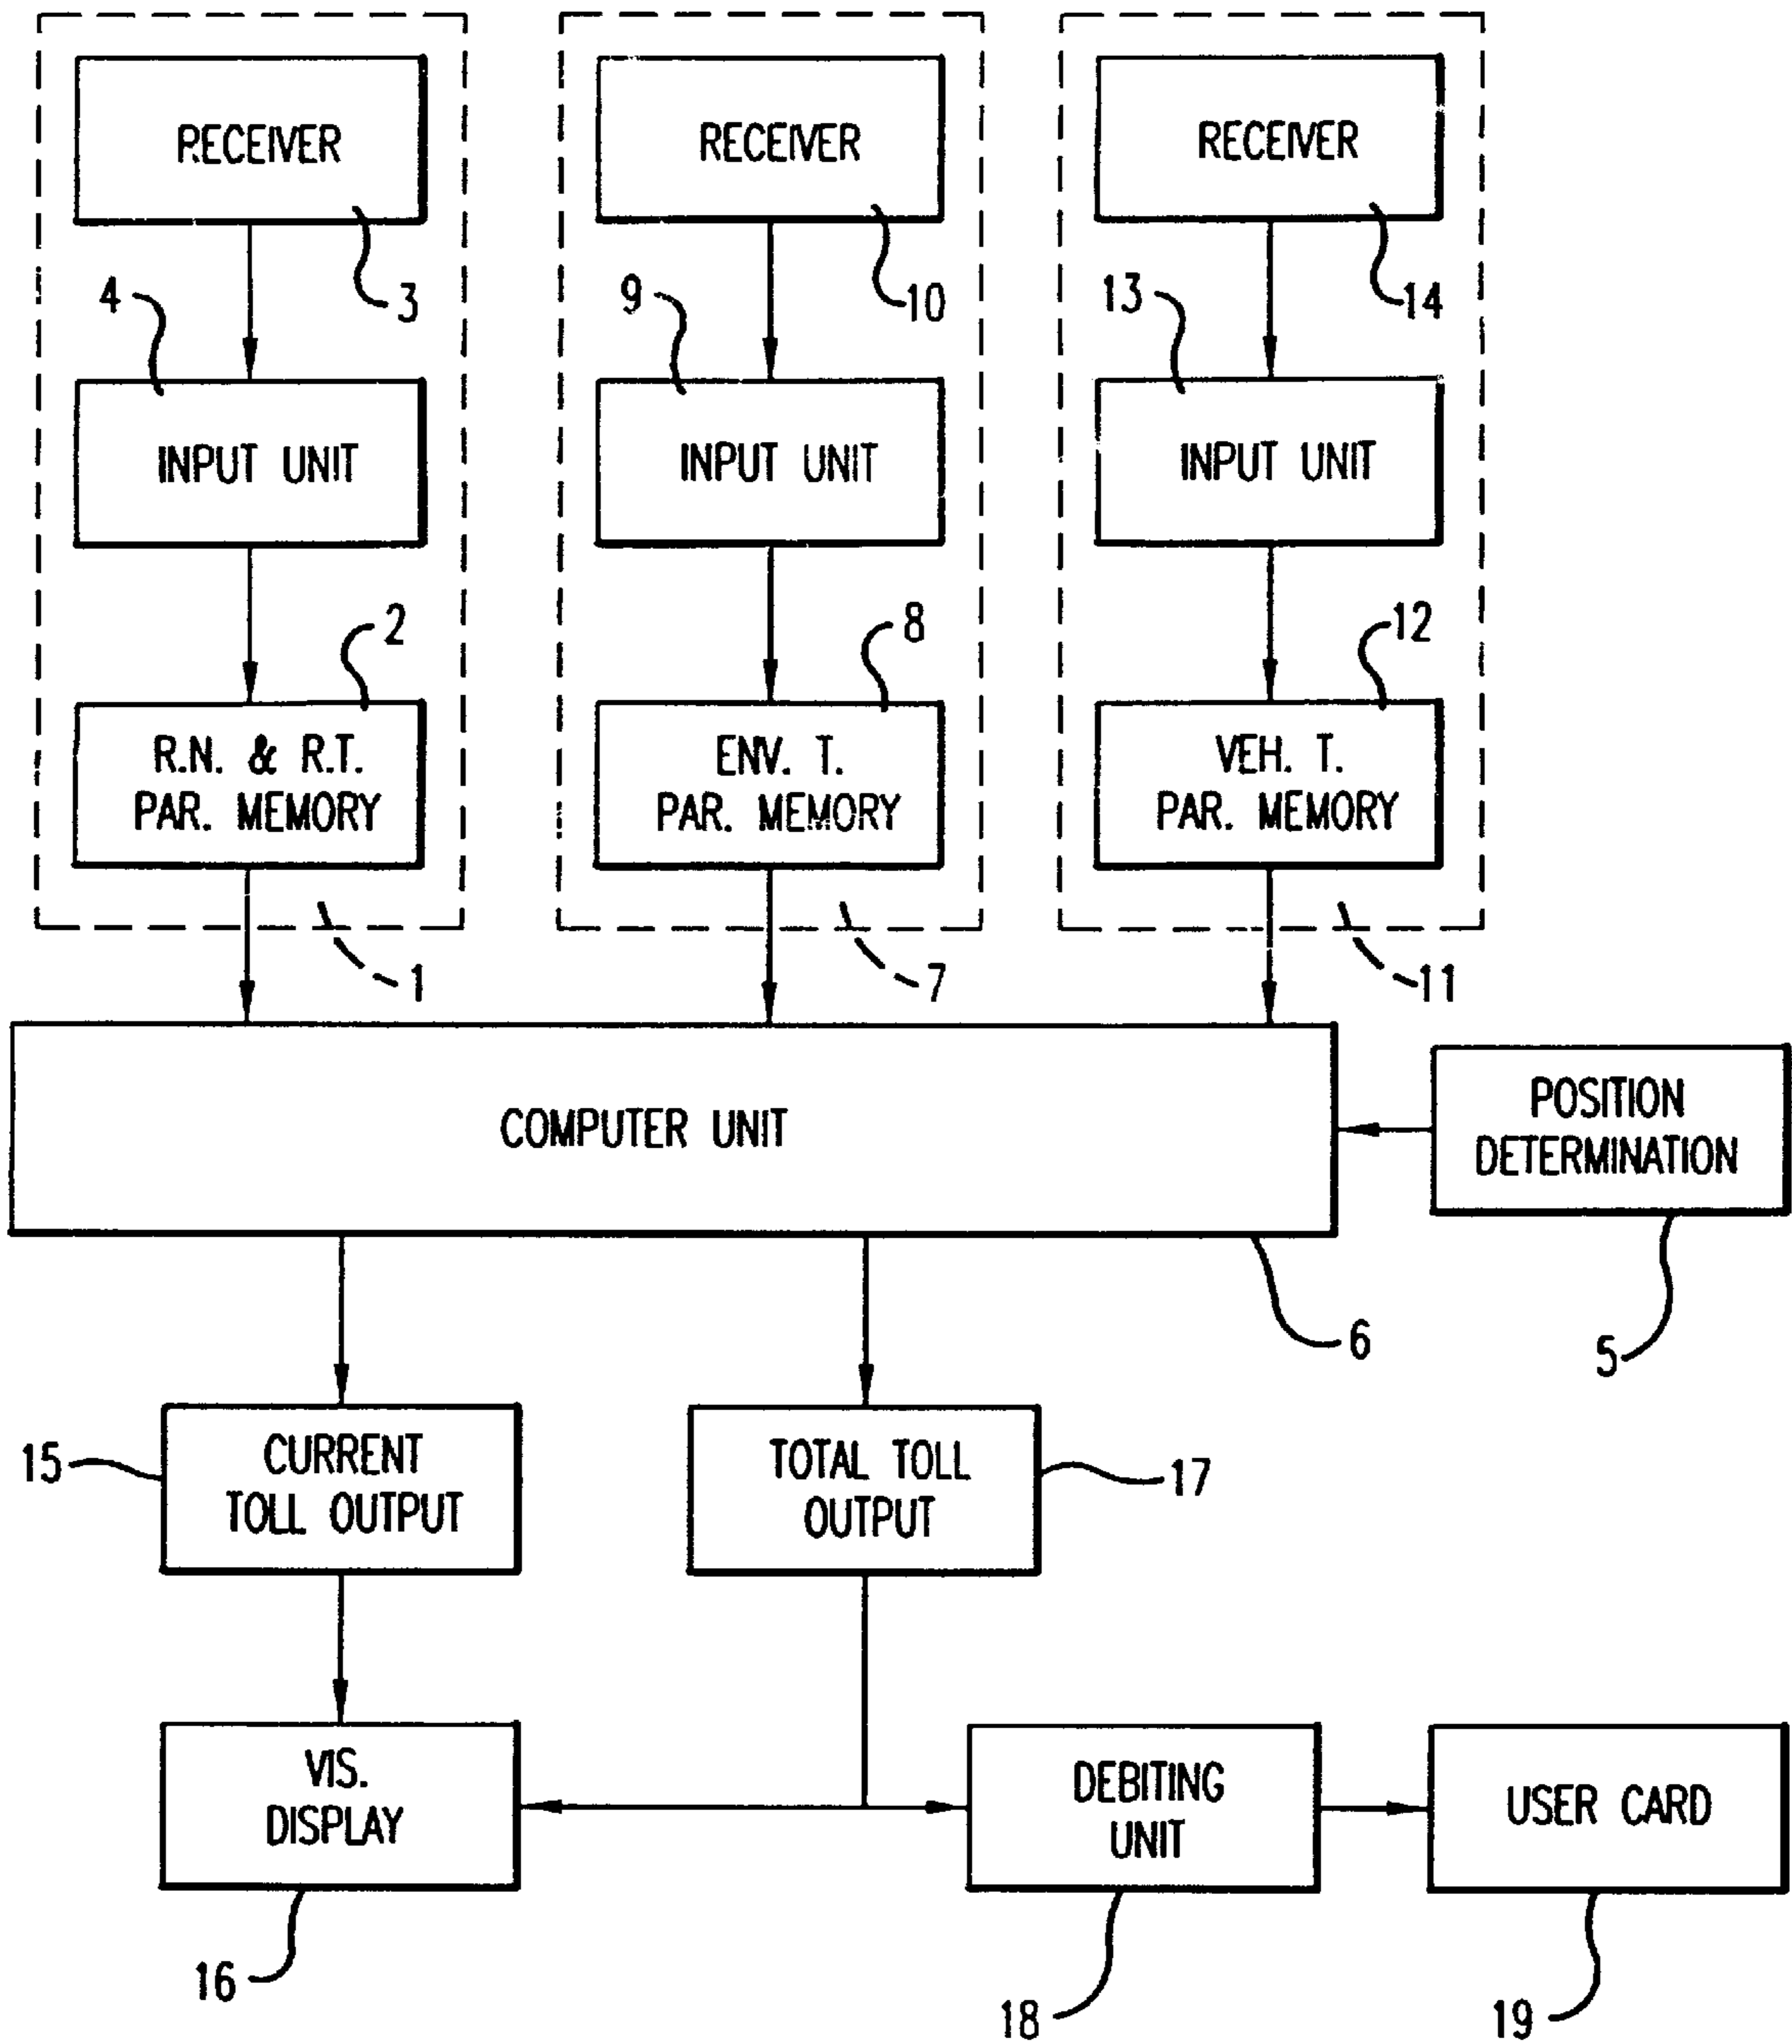 RECEIVER
RECEIVER
RECEIVER
3
10
14
4
9
13
INPUT UNIT
INPUT UNIT
INPUT UNIT
2
8
12
R.N. & R.T.
PAR. MEMORY
ENV. T.
PAR. MEMORY
VEH. T.
PAR. MEMORY
1
7
11
COMPUTER UNIT
POSITION
DETERMINATION
6
5
15
CURRENT
TOLL OUTPUT
TOTAL TOLL
OUTPUT
17
VIS.
DISPLAY
DEBITING
UNIT
USER CARD
16
18
19